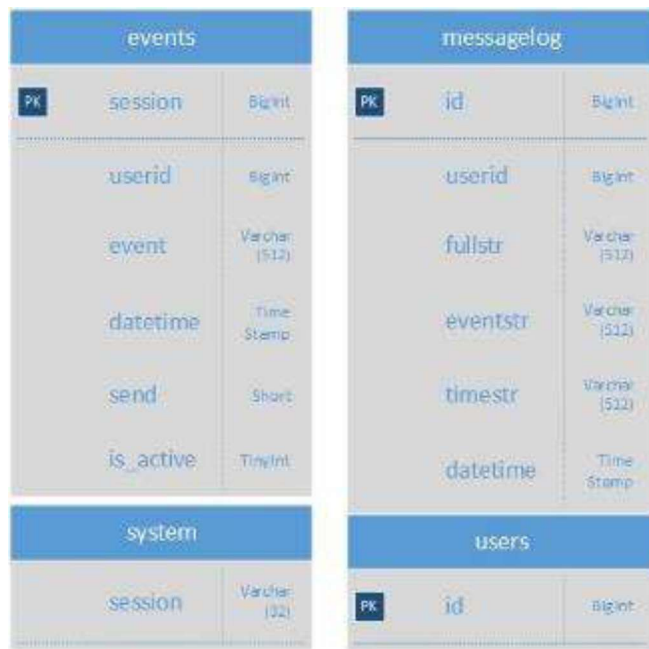 events
PK session BigInt
userid BigInt
event Varchar
(512)
datetime Time
Stamp
send Short
is_active TinyInt
system
session Varchar
(32)
messagelog
PK id BigInt
userid BigInt
fullstr Varchar
(512)
eventstr Varchar
(512)
timestr Varchar
(512)
datetime Time
Stamp
users
PK id BigInt